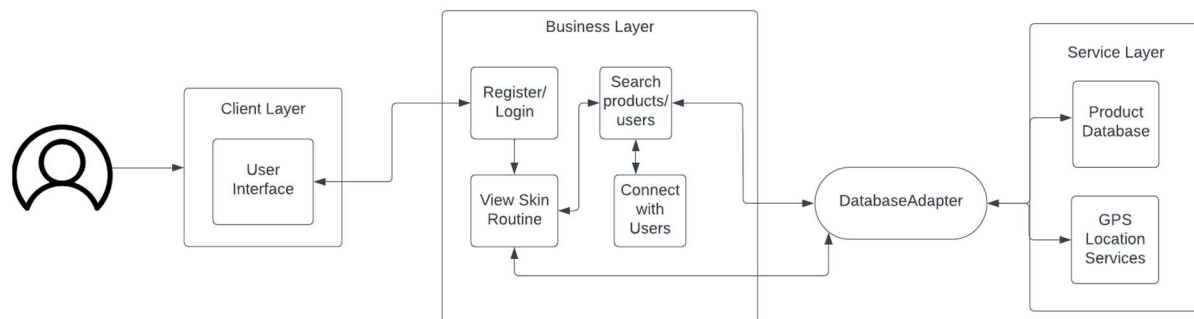 Business Layer
Service Layer
Client Layer
Register/
Login
Search
products/
users
Product
Database
User
Interface
View Skin
Routine
Connect
with
Users
DatabaseAdapter
GPS
Location
Services